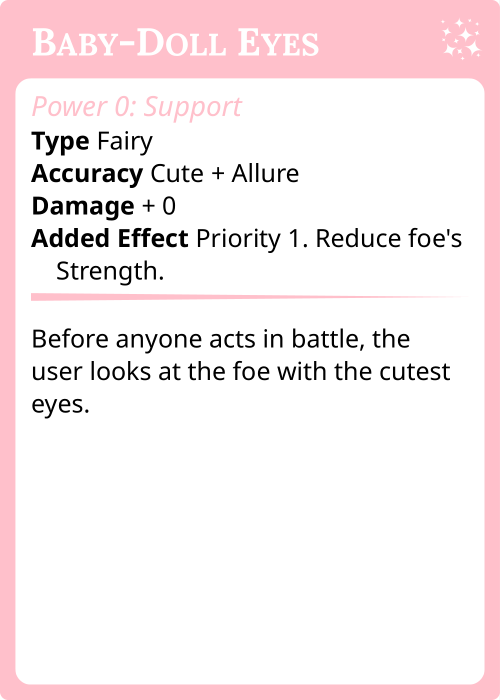 Baby-Doll Eyes
Power 0: Support
Type Fairy
Accuracy Cute + Allure
Damage + 0
Added Effect Priority 1. Reduce foe's
Strength.
Before anyone acts in battle, the
user looks at the foe with the cutest
eyes.